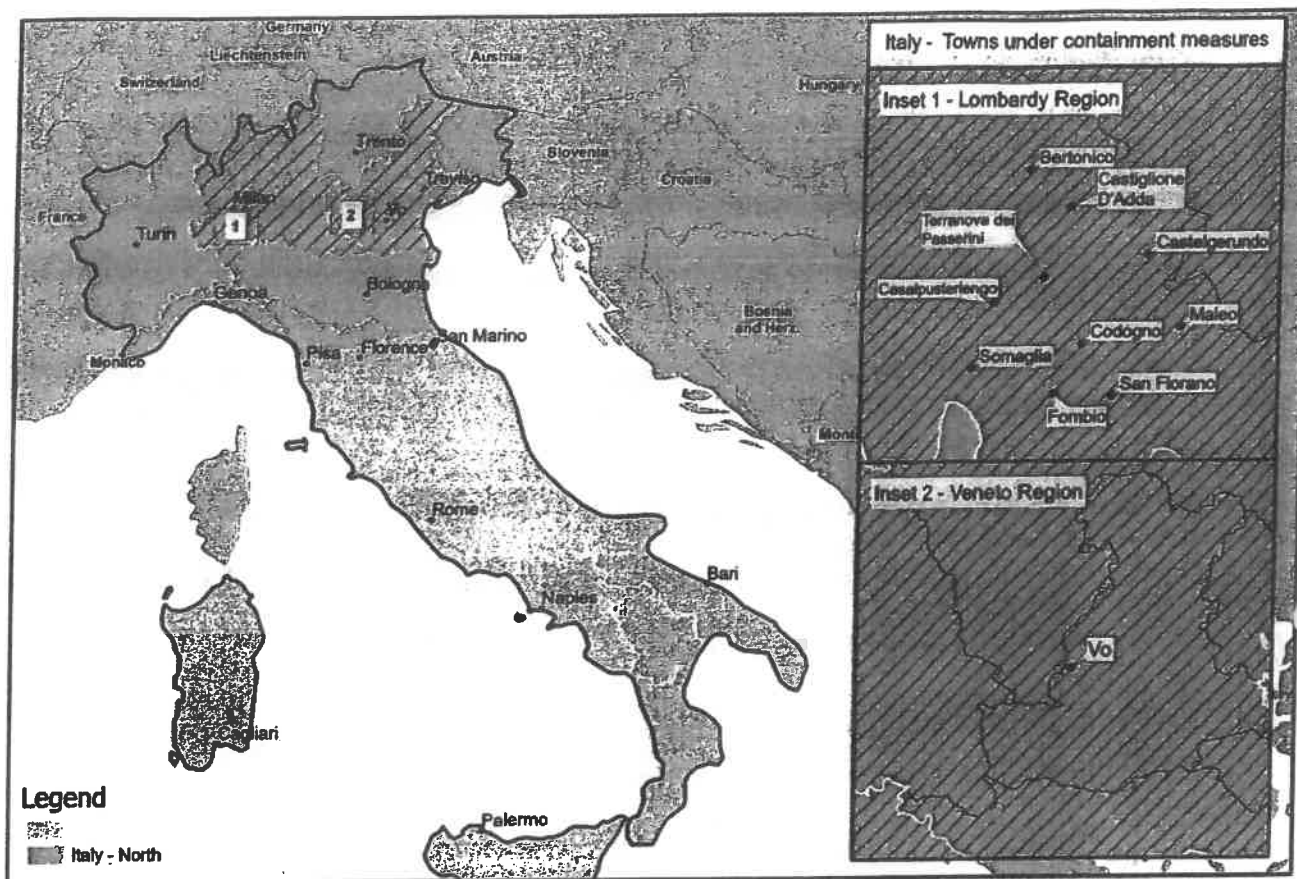 Germany
Liechtenstein
Austria
Switzerland
Hungary
Trento
Slovenia
Treviso
Croatia
Milan
France
1
2
Vo
Turin
Genoa
Bologna
Bosnia
and Herz.
San Marino
Monaco
Pisa
Florence
Rome
Bari
Naples
Cagliari
Palermo
Legend
Italy - North
Italy - Towns under containment measures
Inset 1 - Lombardy Region
Bertonico
Castiglione
D'Adda
Terranova dei
Passerini
Castelgerundo
Casalpusterlengo
Maleo
Codogno
Somaglia
San Fiorano
Fombio
Inset 2 - Veneto Region
Vo